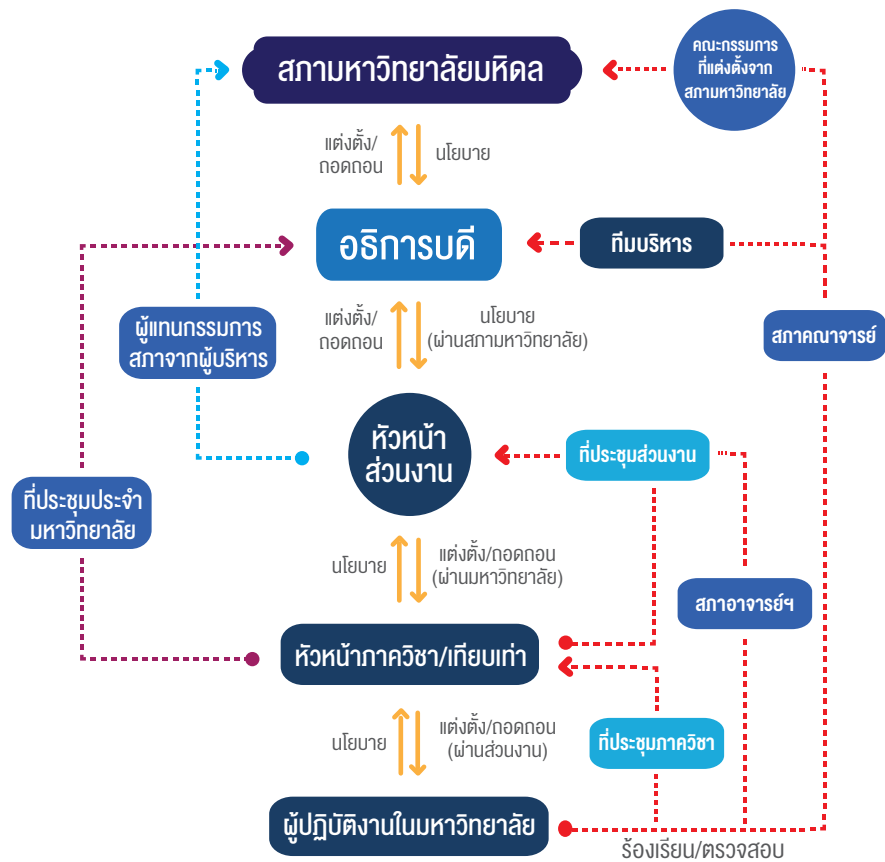 สภามหาวิทยาลัยมหิดล
คณะกรรมการ
ที่แต่งตั้งจาก
สภามหาวิทยาลัย
แต่งตั้ง/
ถอดถอน
นโยบาย
อธิการบดี
ทีมบริหาร
ผู้แทนกรรมการ
สภาจากผู้บริหาร
แต่งตั้ง/
ถอดถอน
นโยบาย
(ผ่านสภามหาวิทยาลัย)
สภาคณาจารย์
หัวหน้า
ส่วนงาน
ที่ประชุมส่วนงาน
ที่ประชุมประจำ
มหาวิทยาลัย
นโยบาย
แต่งตั้ง/ถอดถอน
(ผ่านมหาวิทยาลัย)
สภาอาจารย์ฯ
หัวหน้าภาควิชา/เทียบเท่า
นโยบาย
แต่งตั้ง/ถอดถอน
(ผ่านส่วนงาน)
ที่ประชุมภาควิชา
ผู้ปฏิบัติงานในมหาวิทยาลัย
ร้องเรียน/ตรวจสอบ